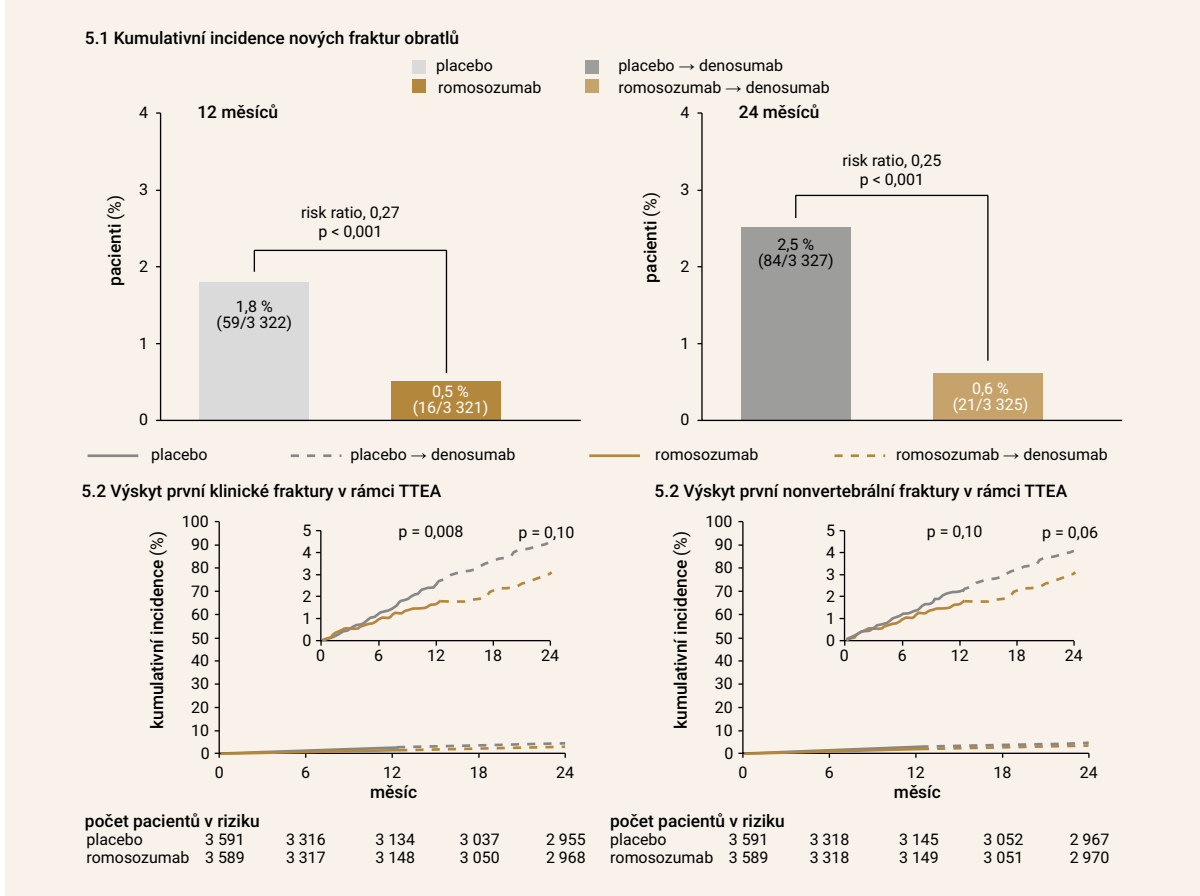 5.1 Kumulativní incidence nových fraktur obratlů
placebo
placebo → denosumab
romosozumab
romosozumab → denosumab
12 měsíců
4
3
2
1
0
pacienti (%)
risk ratio, 0,27
p < 0,001
1,8 %
(59/3 322)
0,5 %
(16/3 321)
24 měsíců
4
3
2
1
0
pacienti (%)
risk ratio, 0,25
p < 0,001
2,5 %
(84/3 327)
0,6 %
(21/3 325)
placebo
placebo → denosumab
romosozumab
romosozumab → denosumab
5.2 Výskyt první klinické fraktury v rámci TTEA
100
90
80
70
60
50
40
30
20
10
0
kumulativní incidence (%)
5
4
3
2
1
0
p = 0,008
p = 0,10
0 6 12 18 24
0 6 12 18 24
měsíc
5.2 Výskyt první nonvertebrální fraktury v rámci TTEA
100
90
80
70
60
50
40
30
20
10
0
kumulativní incidence (%)
5
4
3
2
1
0
p = 0,10
p = 0,06
0 6 12 18 24
0 6 12 18 24
měsíc
počet pacientů v riziku
placebo 3 591 3 316 3 134 3 037 2 955
romosozumab 3 589 3 317 3 148 3 050 2 968
počet pacientů v riziku
placebo 3 591 3 318 3 145 3 052 2 967
romosozumab 3 589 3 318 3 149 3 051 2 970